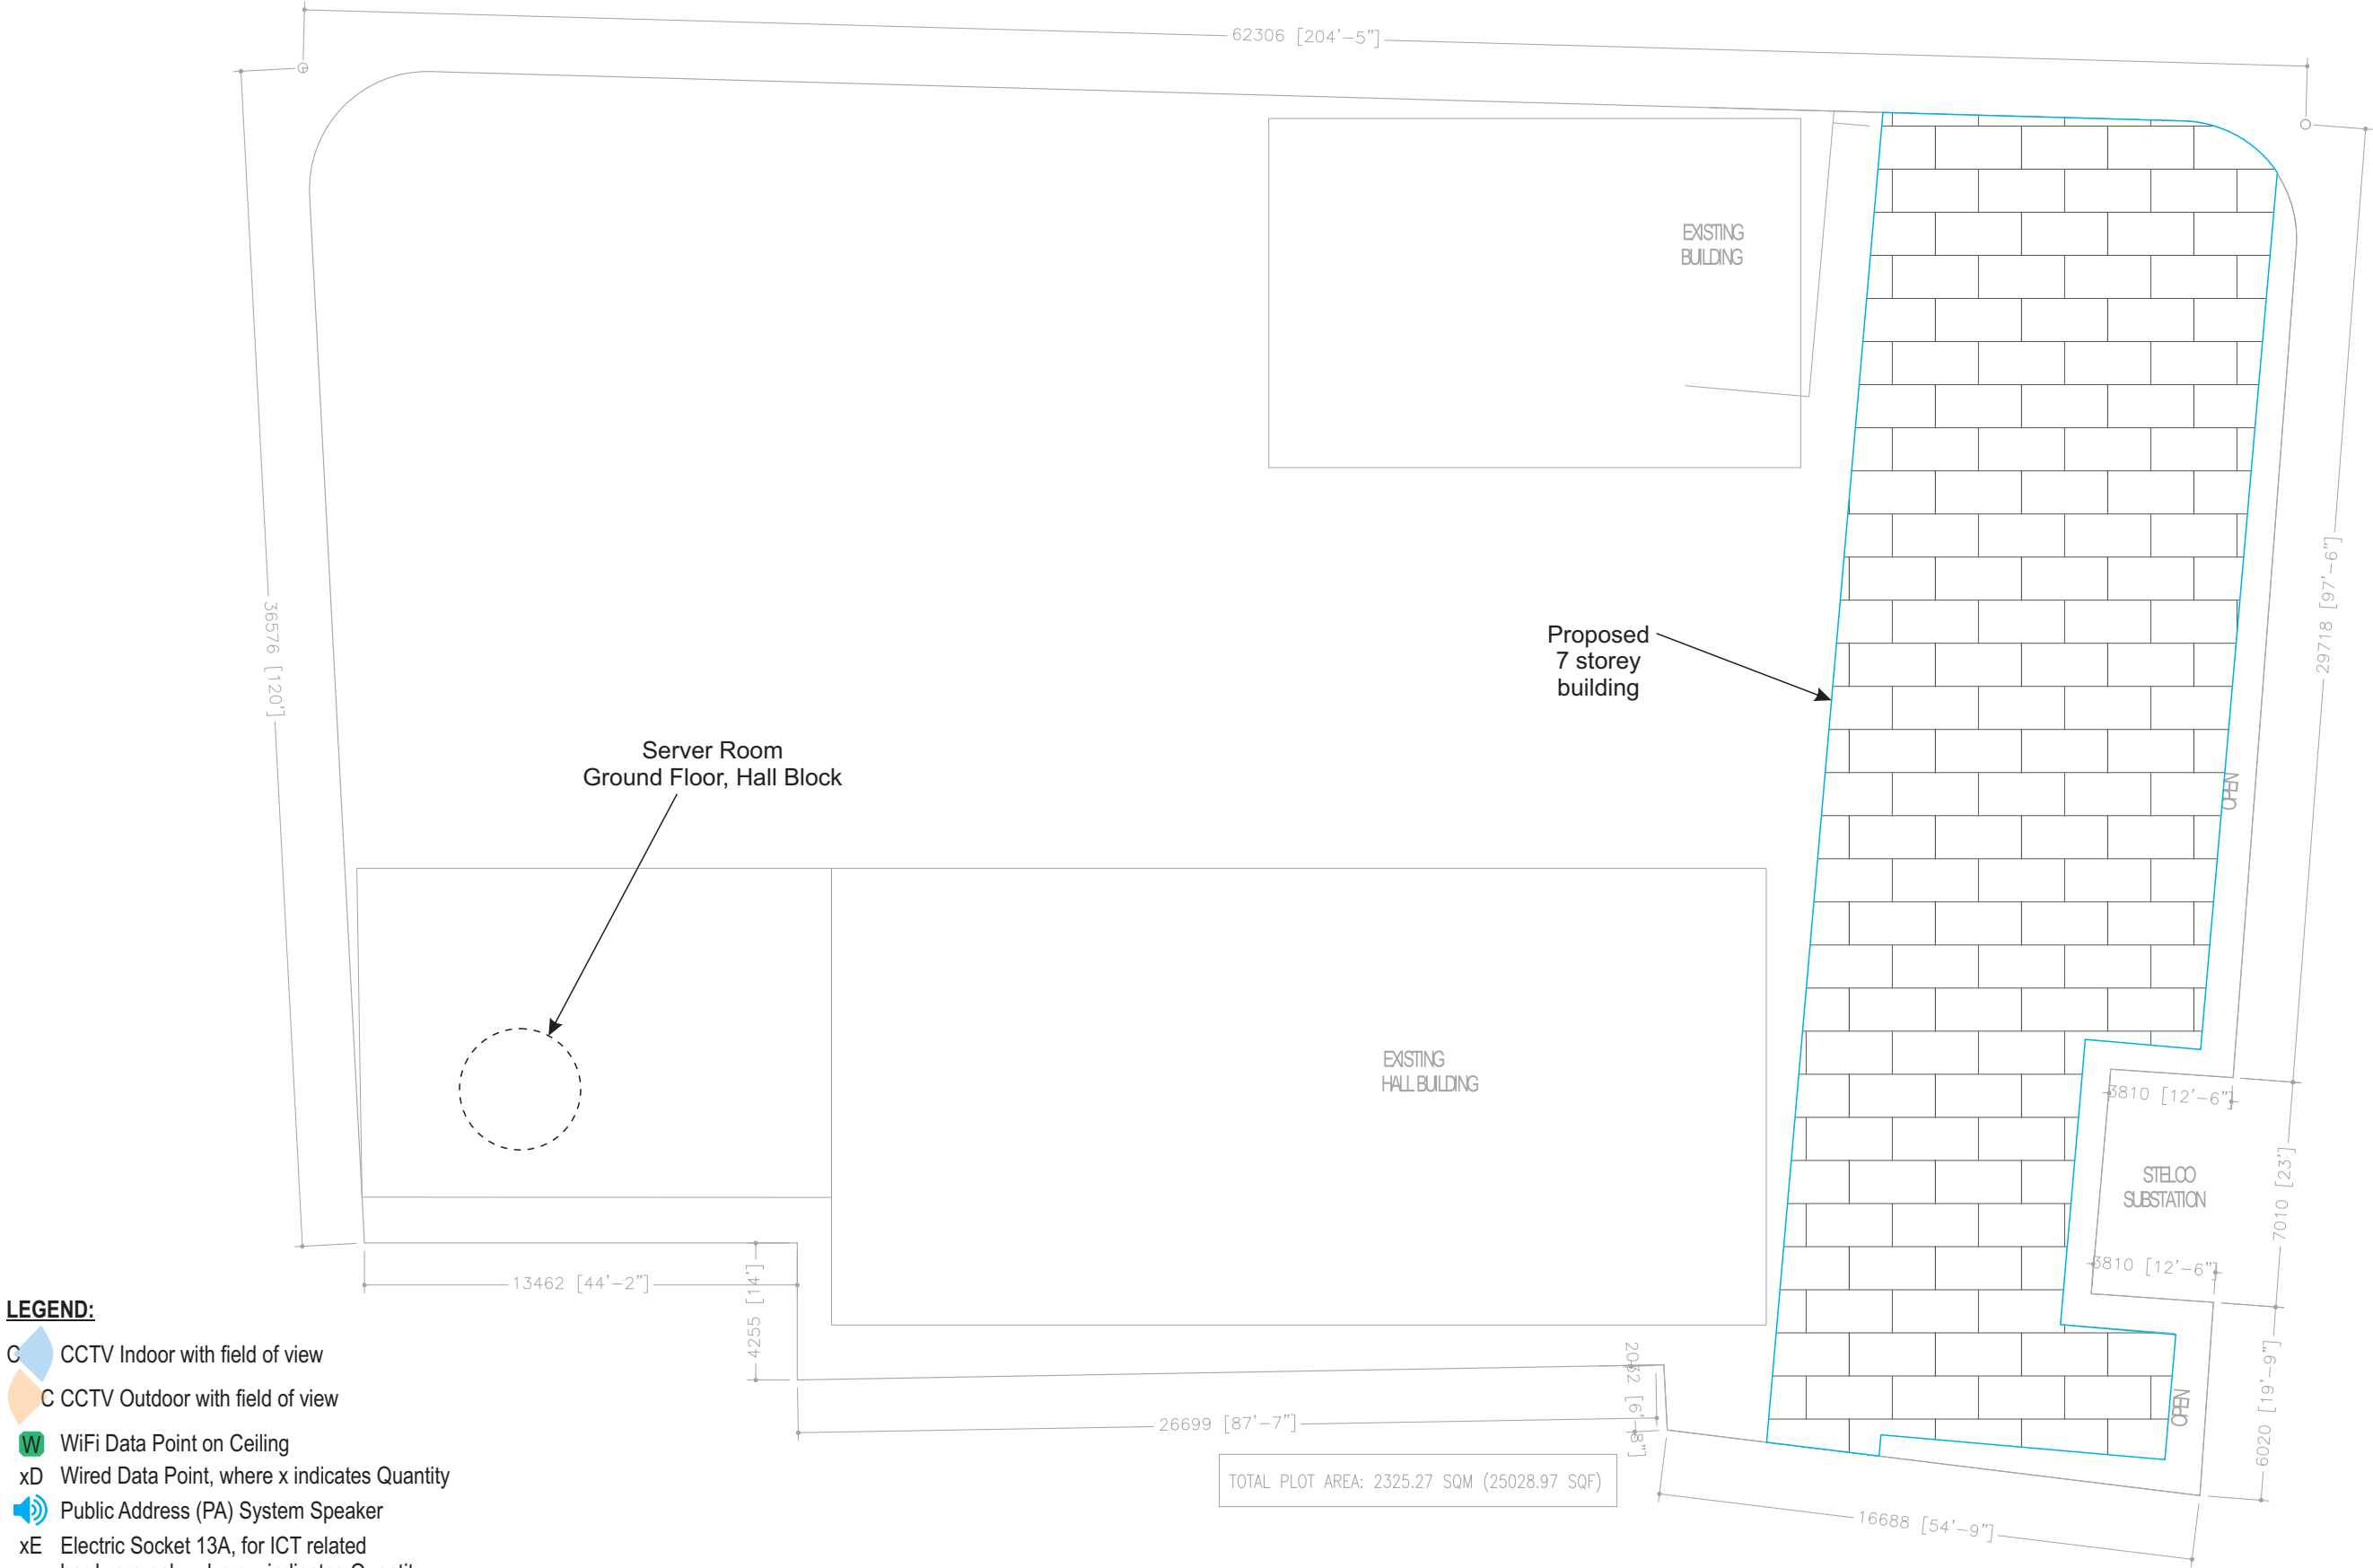 62306 [204'-5"]
EXISTING
BUILDING
29718 [97'-6"]
36576 [120']
Proposed
7 storey
building
Server Room
Ground Floor, Hall Block
OPEN
EXISTING
HALL BUILDING
3810 [12'-6"]
STELCO
SUBSTATION
7010 [23']
3810 [12'-6"]
13462 [44'-2"]
4255 [14']
2032 [6'-8"]
OPEN
6020 [19'-9"]
26699 [87'-7"]
TOTAL PLOT AREA: 2325.27 SQM (25028.97 SQF)
16688 [54'-9"]
LEGEND:
C CCTV Indoor with field of view
C CCTV Outdoor with field of view
W WiFi Data Point on Ceiling
xD Wired Data Point, where x indicates Quantity
Public Address (PA) System Speaker
xE Electric Socket 13A, for ICT related